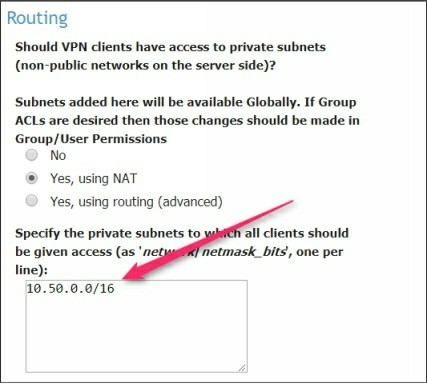 Routing
Should VPN clients have access to private subnets
(non-public networks on the server side)?
Subnets added here will be available Globally. If Group
ACLs are desired then those changes should be made in
Group/User Permissions
No
Yes, using NAT
Yes, using routing (advanced)
Specify the private subnets to which all clients should
be given access (as 'network/netmask_bits', one per
line):
10.50.0.0/16